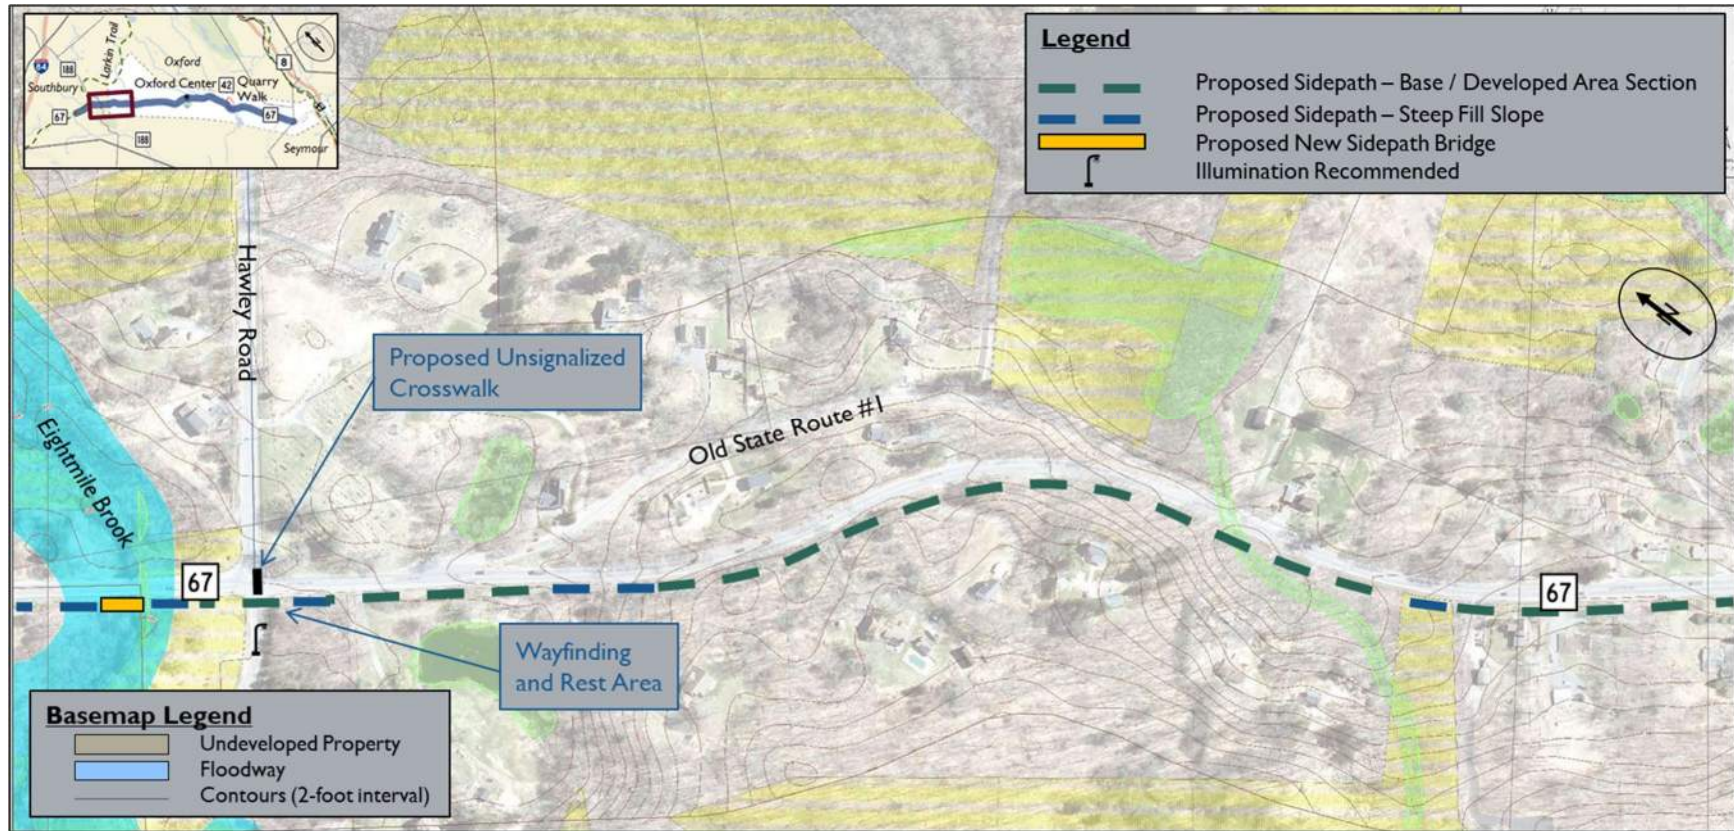 Larkin Trail
Oxford
8
84
188
Southbury
Oxford Center
42
Quarry
Walk
67
67
188
Seymour
Legend
Proposed Sidepath – Base / Developed Area Section
Proposed Sidepath – Steep Fill Slope
Proposed New Sidepath Bridge
Illumination Recommended
Hawley Road
Proposed Unsignalized
Crosswalk
Old State Route #1
Eightmile Brook
67
67
Wayfinding
and Rest Area
Basemap Legend
Undeveloped Property
Floodway
Contours (2-foot interval)